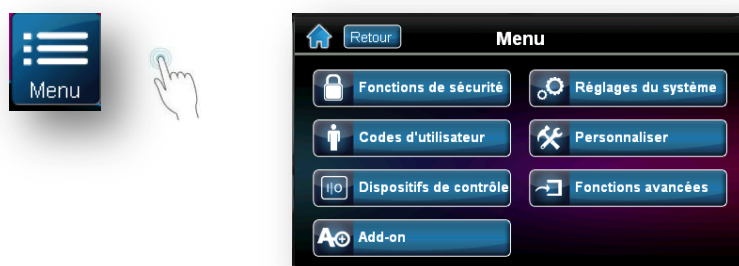 Menu
Retour
Menu
Fonctions de sécurité
Réglages du système
Codes d'utilisateur
Personnaliser
Dispositifs de contrôle
Fonctions avancées
Add-on